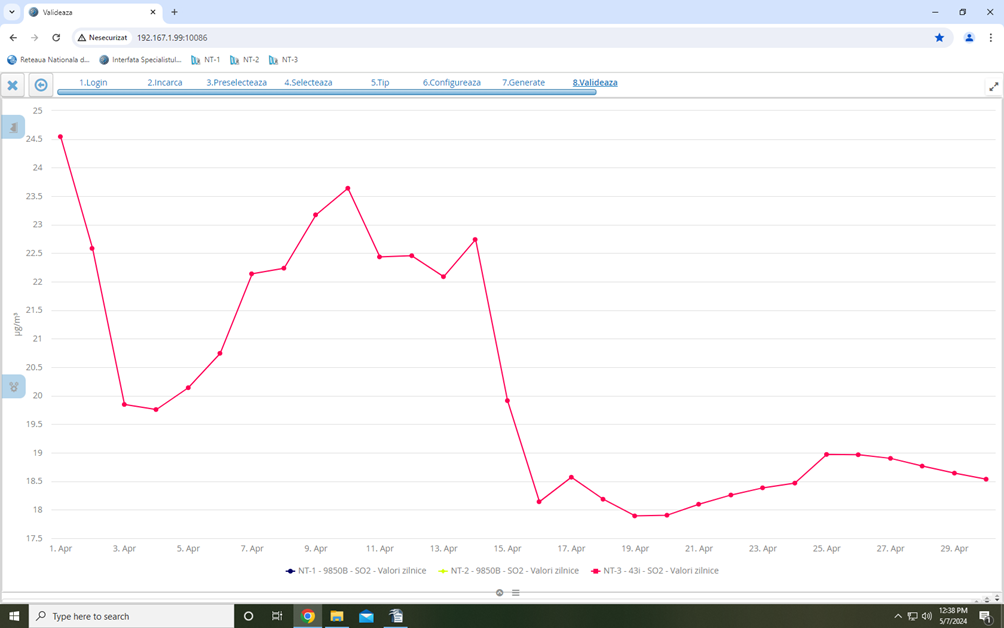 Valideaza
Nesecurizat 192.167.1.99:10086
Reteaua Nationala d... Interfata Specialistul... NT-1 NT-2 NT-3
1.Login 2.Incarca 3.Preselecteaza 4.Selecteaza 5.Tip 6.Configureaza 7.Generate 8.Valideaza
25
24.5
24
23.5
23
22.5
22
21.5
µg/m³
21
20.5
20
19.5
19
18.5
18
17.5
1. Apr 3. Apr 5. Apr 7. Apr 9. Apr 11. Apr 13. Apr 15. Apr 17. Apr 19. Apr 21. Apr 23. Apr 25. Apr 27. Apr 29. Apr
NT-1 - 9850B - SO2 - Valori zilnice NT-2 - 9850B - SO2 - Valori zilnice NT-3 - 43i - SO2 - Valori zilnice
Type here to search
12:38 PM
5/7/2024
1